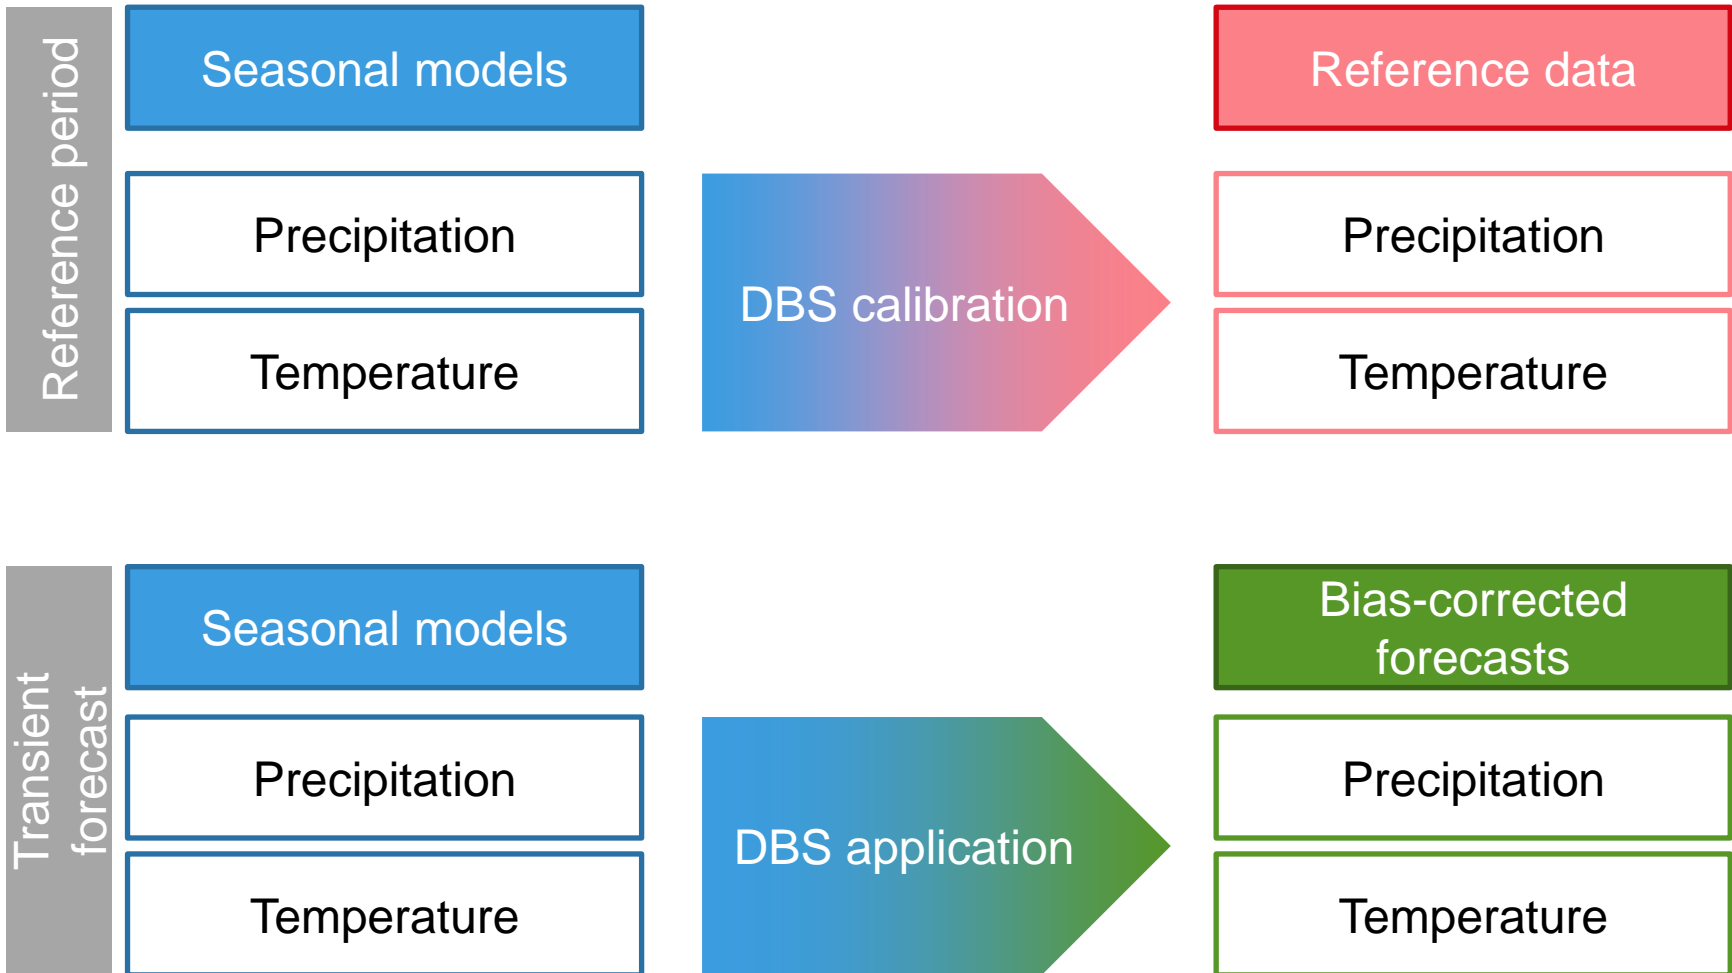 Reference period
Seasonal models
Precipitation
Temperature
DBS calibration
Reference data
Precipitation
Temperature
Transient
forecast
Seasonal models
Precipitation
Temperature
DBS application
Bias-corrected
forecasts
Precipitation
Temperature